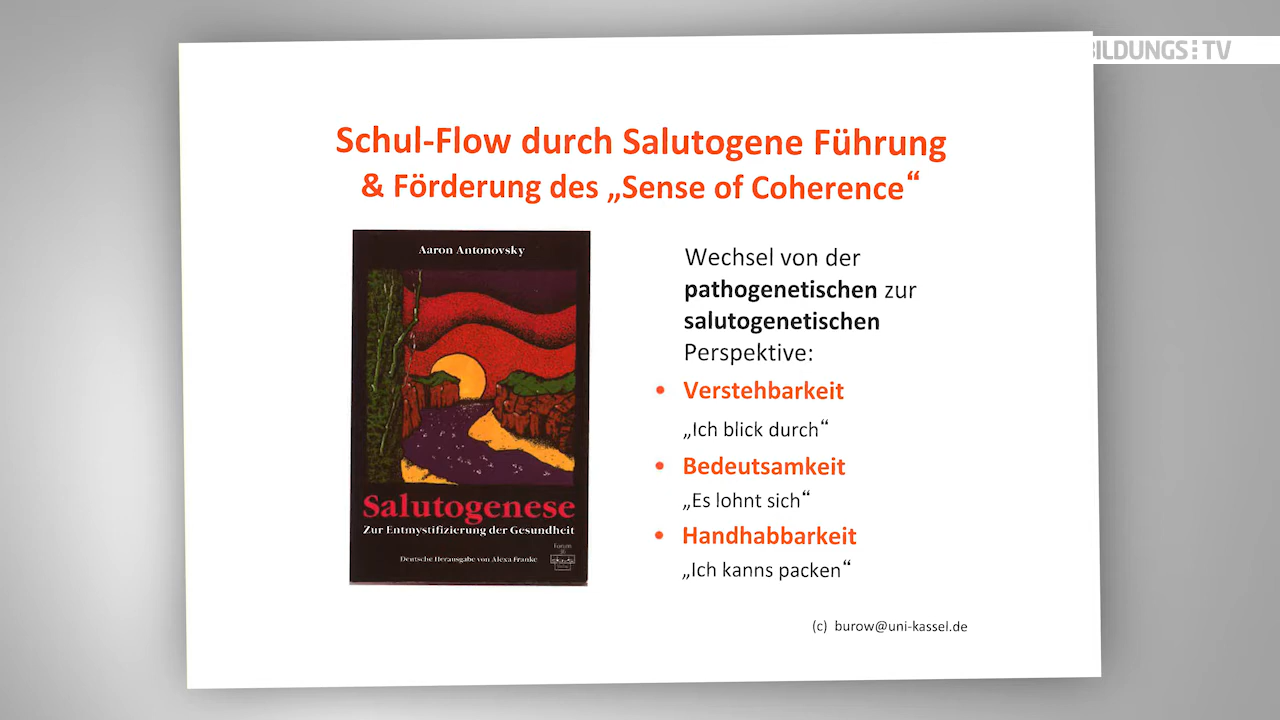 BILDUNGS TV
Schul-Flow durch Salutogene Führung
& Förderung des „Sense of Coherence“
Aaron Antonovsky
Salutogenese
Zur Entmystifizierung der Gesundheit
Deutsche Herausgabe von Alexa Franke
Forum
Wechsel von der
pathogenetischen zur
salutogenetischen
Perspektive:
• Verstehbarkeit
„Ich blick durch“
• Bedeutsamkeit
„Es lohnt sich“
• Handhabbarkeit
„Ich kanns packen“
(c) burow@uni-kassel.de